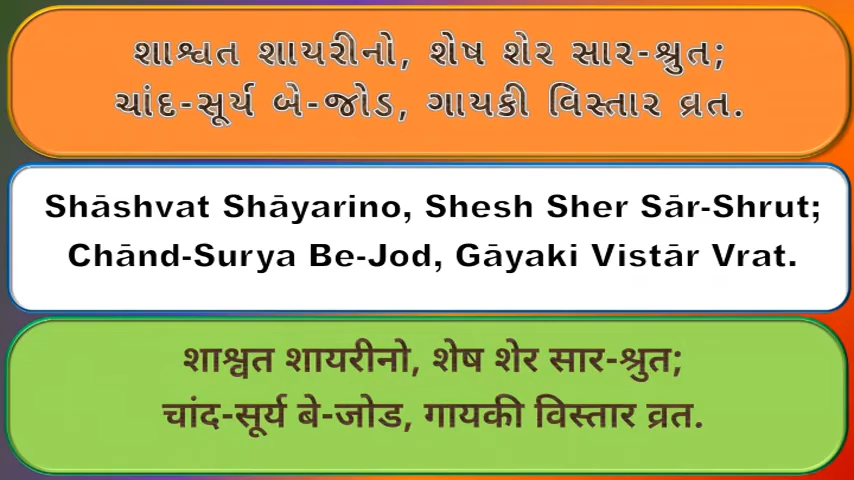 શાશ્વત શાયરીનો, શેષ શેર સાર-શ્રુત;
ચાંદ-સૂર્ય બે-જોડ, ગાયકી વિસ્તાર વ્રત.
Shāshvat Shāyarino, Shesh Sher Sār-Shrut;
Chānd-Surya Be-Jod, Gāyaki Vistār Vrat.
शाश्वत शायरीनो, शेष शेर सार-श्रुत;
चांद-सूर्य बे-जोड, गायकी विस्तार व्रत.